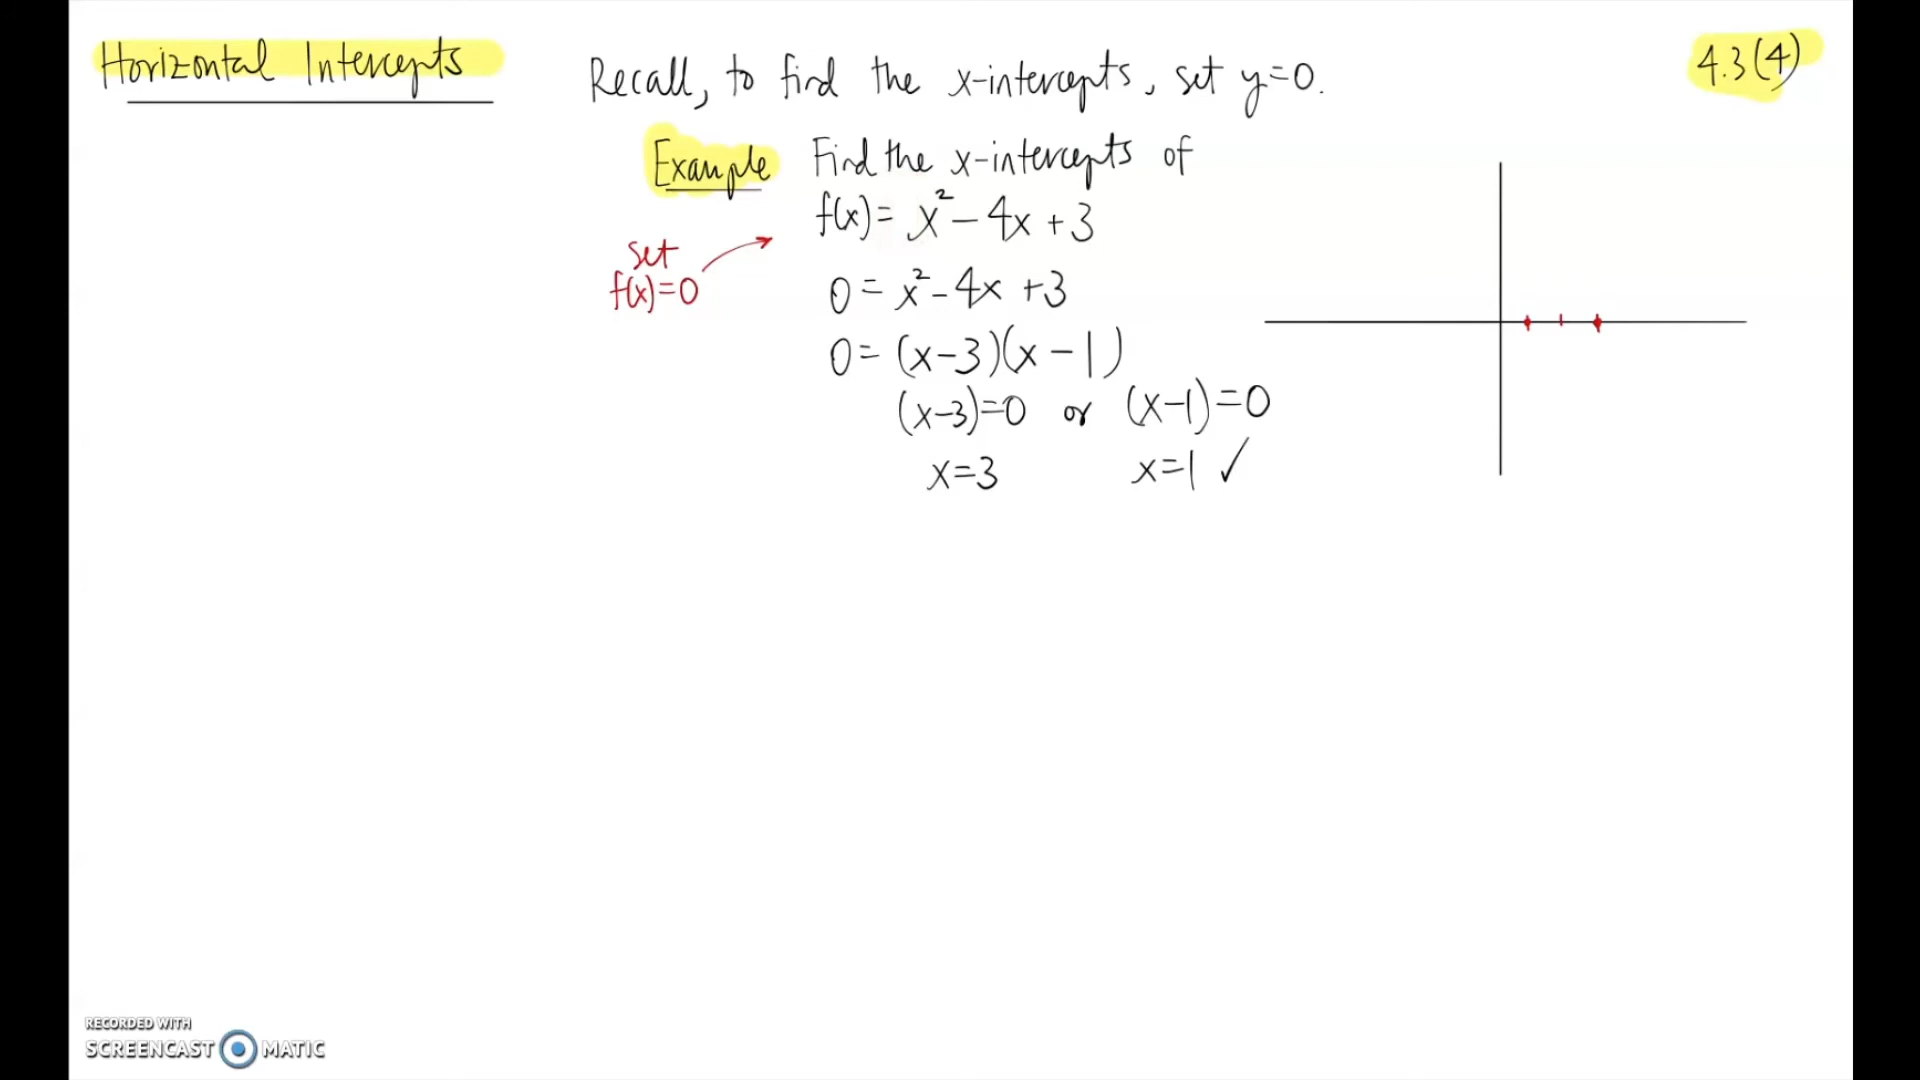 Horizontal Intercepts
Recall, to find the x-intercepts, set y=0.
4.3(4)
Example Find the x-intercepts of
f(x)= x² - 4x + 3
set
f(x)=0
0 = x² - 4x + 3
0 = (x-3)(x-1)
(x-3)=0 or (x-1)=0
x=3 x=1 ✓
RECORDED WITH
SCREENCAST MATIC